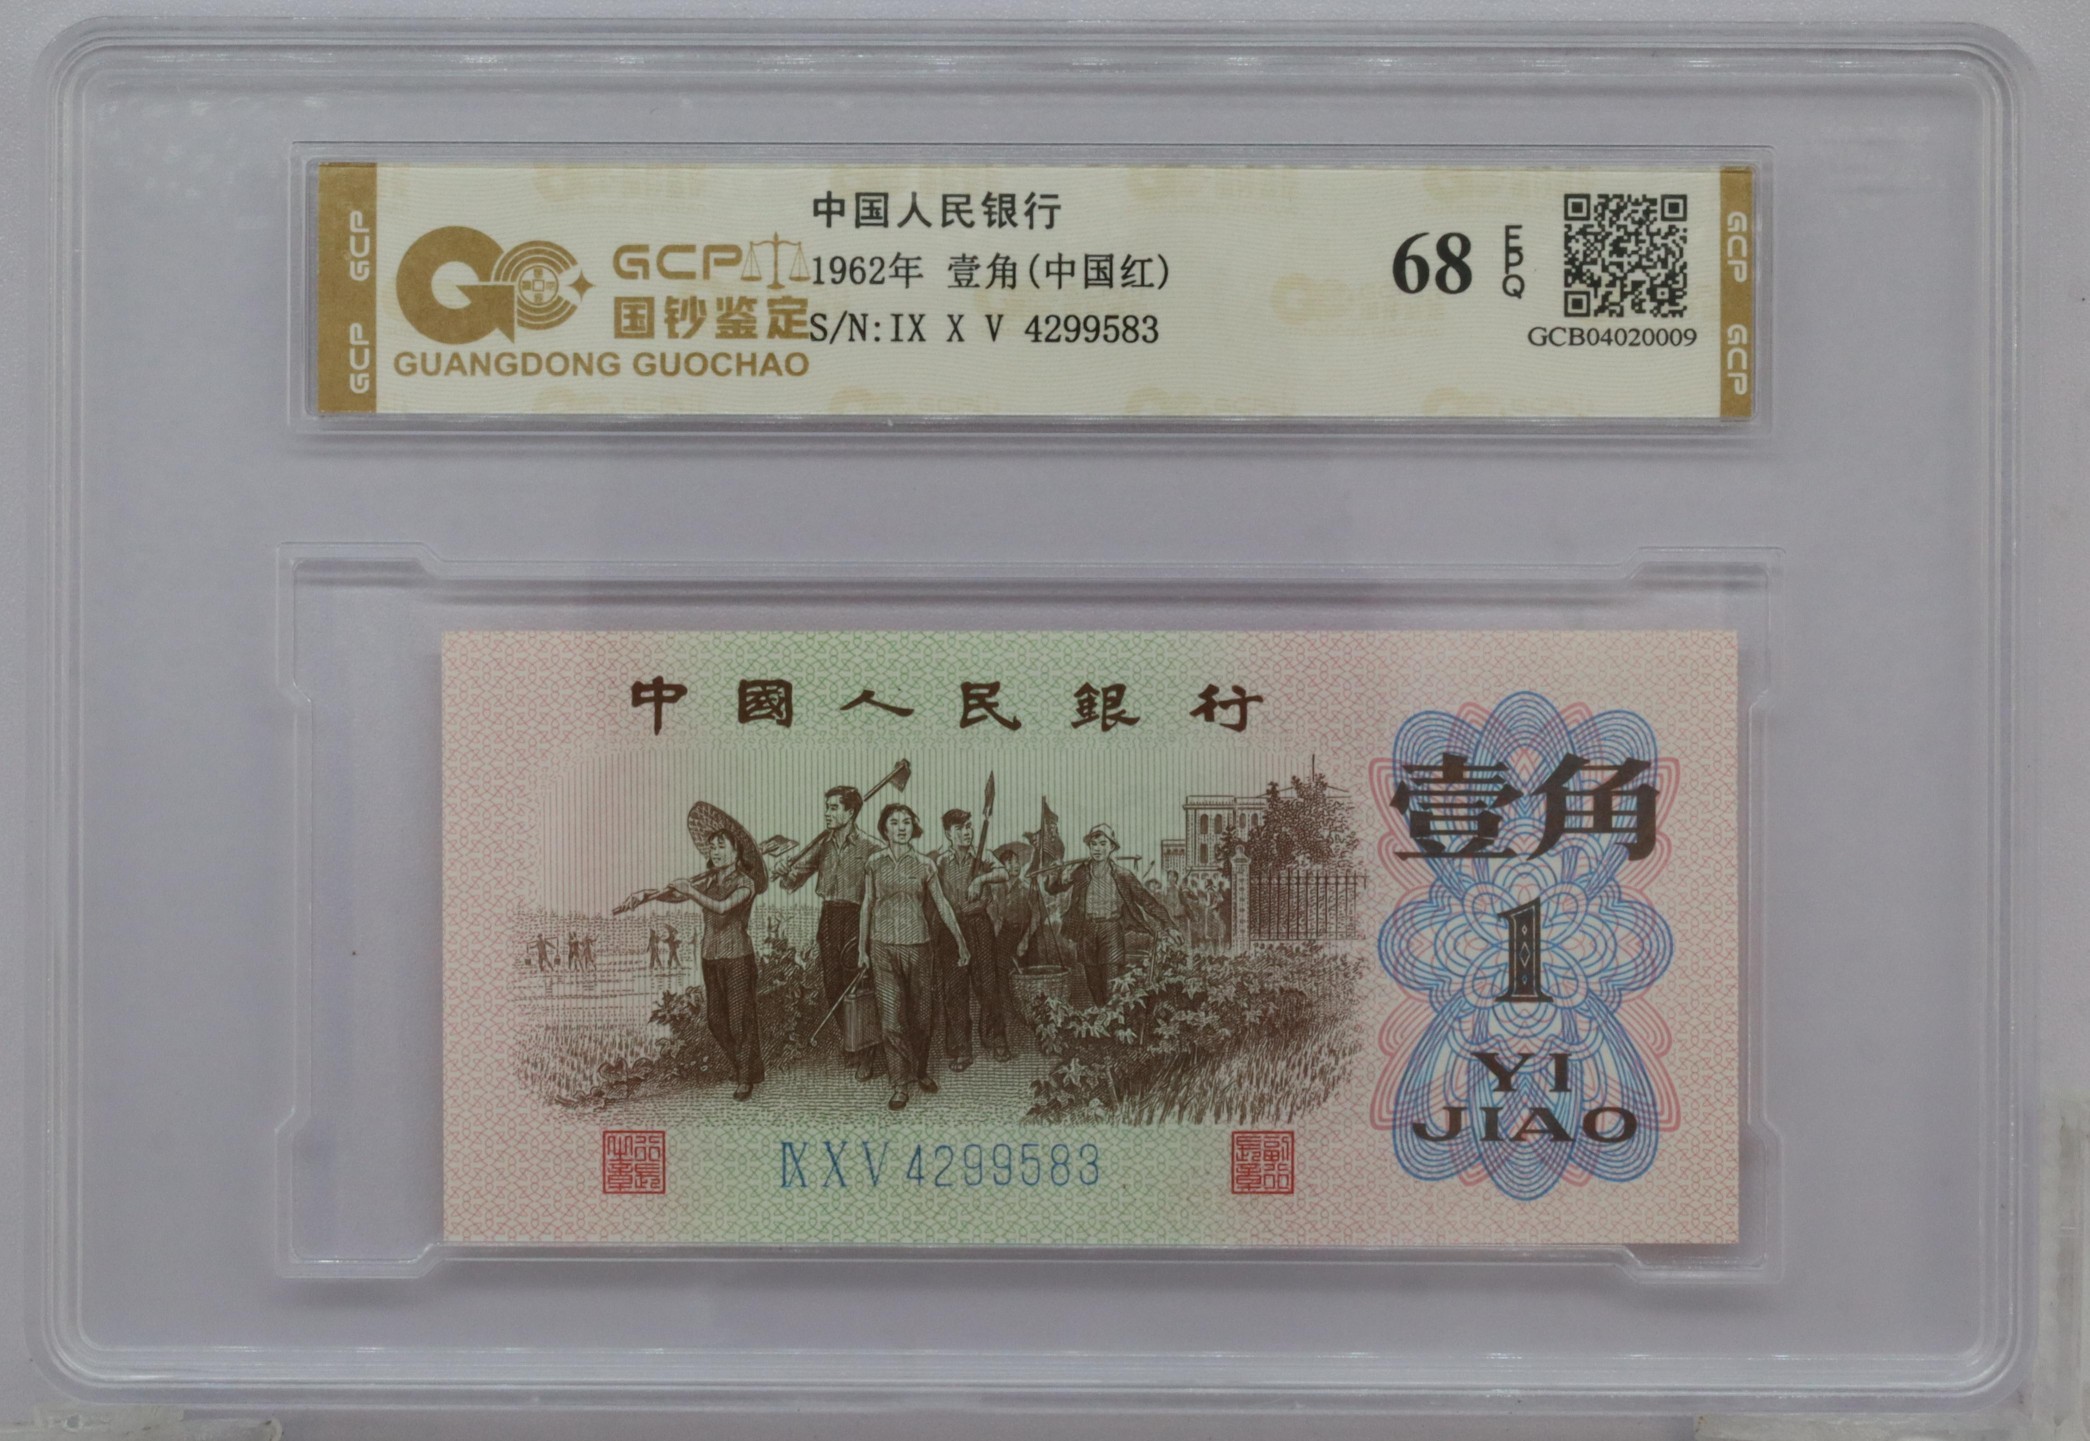 中国人民银行
GCP
1962年 壹角(中国红)
68 EPQ
国钞鉴定
S/N:IX X V 4299583
GCB04020009
GUANGDONG GUOCHAO
GCP
GCP
GCP
GCP
中國人民銀行
壹角
1
YI
JIAO
IX X V 4299583